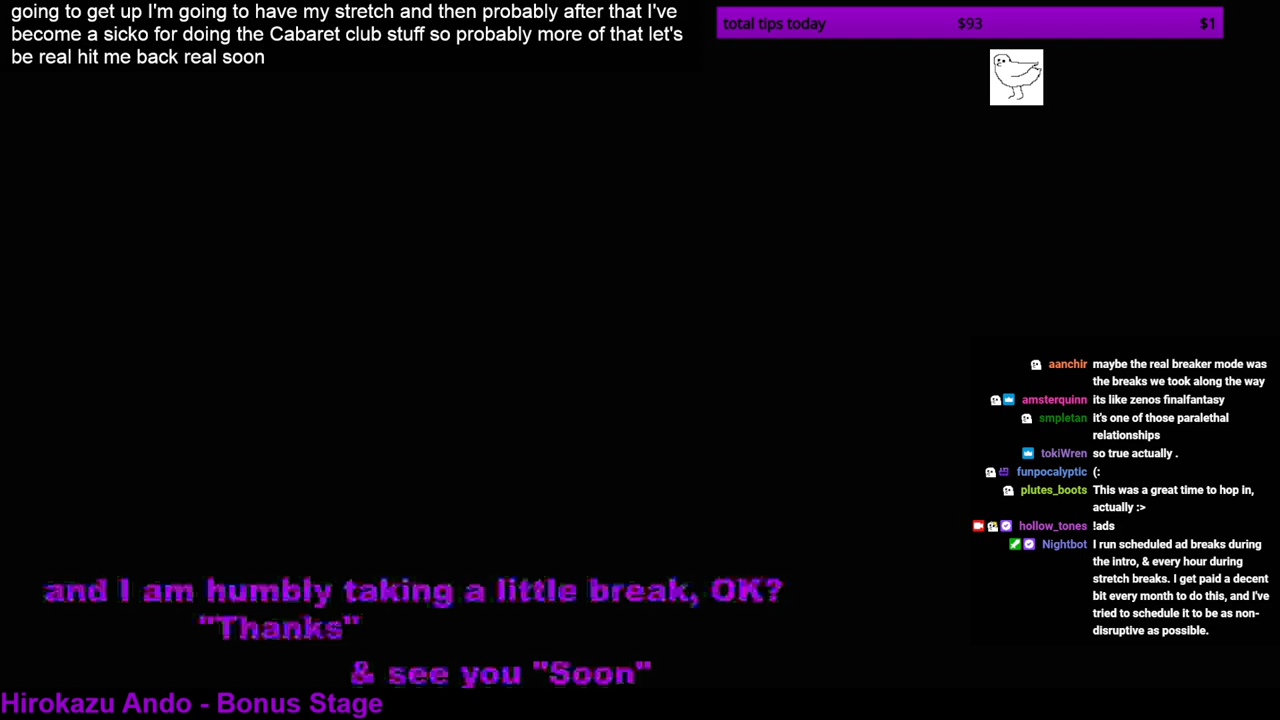 going to get up I'm going to have my stretch and then probably after that I've
become a sicko for doing the Cabaret club stuff so probably more of that let's
be real hit me back real soon
total tips today $93 $1
aanchir maybe the real breaker mode was
the breaks we took along the way
amsterquinn its like zenos finalfantasy
smpletan it's one of those paralethal
relationships
tokiWren so true actually .
funpocalyptic (:
plutes_boots This was a great time to hop in,
actually :>
hollow_tones !ads
Nightbot I run scheduled ad breaks during
the intro, & every hour during
stretch breaks. I get paid a decent
bit every month to do this, and I've
tried to schedule it to be as non-
disruptive as possible.
and I am humbly taking a little break, OK?
"Thanks"
& see you "Soon"
Hirokazu Ando - Bonus Stage